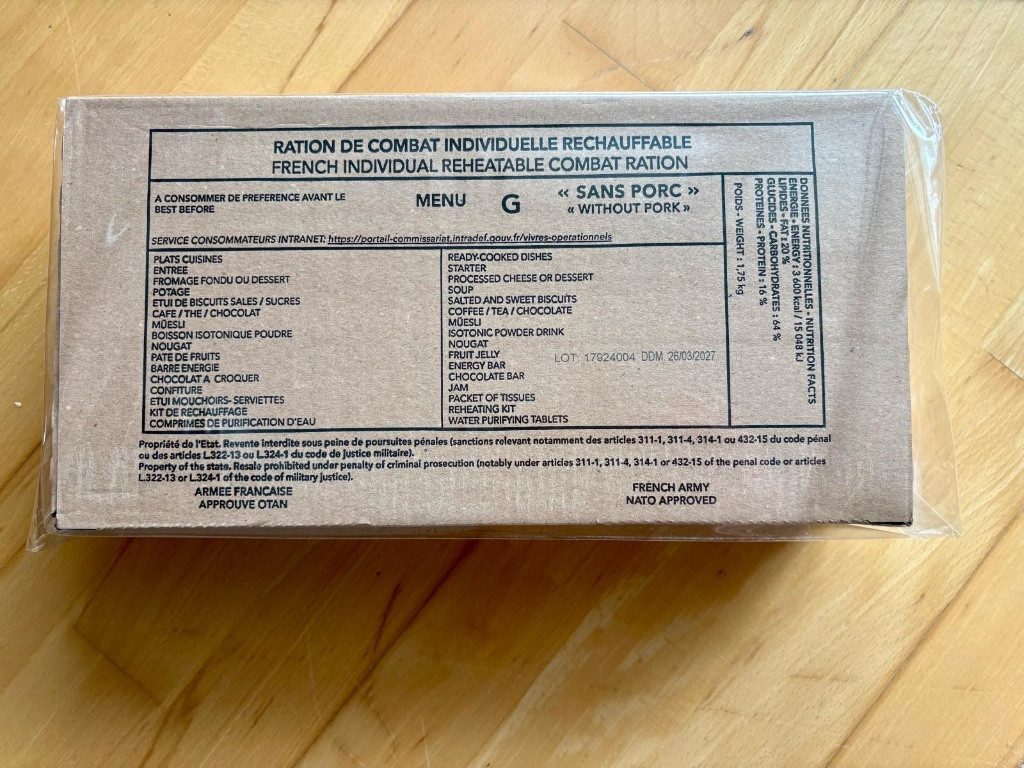 RATION DE COMBAT INDIVIDUELLE RECHAUFFABLE
FRENCH INDIVIDUAL REHEATABLE COMBAT RATION
A CONSOMMER DE PREFERENCE AVANT LE
BEST BEFORE
MENU G
« SANS PORC »
« WITHOUT PORK »
SERVICE CONSOMMATEURS INTRANET: https://portail-commissariat.intradef.gouv.fr/vivres-operationnels
PLATS CUISINES
ENTREE
FROMAGE FONDU OU DESSERT
POTAGE
ETUI DE BISCUITS SALES / SUCRES
CAFE / THE / CHOCOLAT
MÜESLI
BOISSON ISOTONIQUE POUDRE
NOUGAT
PATE DE FRUITS
BARRE ENERGIE
CHOCOLAT A CROQUER
CONFITURE
ETUI MOUCHOIRS- SERVIETTES
KIT DE RECHAUFFAGE
COMPRIMES DE PURIFICATION D'EAU
READY-COOKED DISHES
STARTER
PROCESSED CHEESE OR DESSERT
SOUP
SALTED AND SWEET BISCUITS
COFFEE / TEA / CHOCOLATE
MÜESLI
ISOTONIC POWDER DRINK
NOUGAT
FRUIT JELLY
ENERGY BAR
CHOCOLATE BAR
JAM
PACKET OF TISSUES
REHEATING KIT
WATER PURIFYING TABLETS
LOT: 17924004 DDM 26/03/2027
DONNEES NUTRITIONNELLES - NUTRITION FACTS
ENERGIE - ENERGY : 3 600 kcal / 15 048 kJ
LIPIDES - FAT : 20 %
GLUCIDES - CARBOHYDRATES : 64 %
PROTEINES - PROTEIN : 16 %
POIDS - WEIGHT : 1,75 kg
Propriété de l'Etat. Revente interdite sous peine de poursuites pénales (sanctions relevant notamment des articles 311-1, 311-4, 314-1 ou 432-15 du code pénal
ou des articles L.322-13 ou L.324-1 du code de justice militaire).
Property of the state. Resale prohibited under penalty of criminal prosecution (notably under articles 311-1, 311-4, 314-1 or 432-15 of the penal code or articles
L.322-13 or L.324-1 of the code of military justice).
ARMEE FRANCAISE
APPROUVE OTAN
FRENCH ARMY
NATO APPROVED